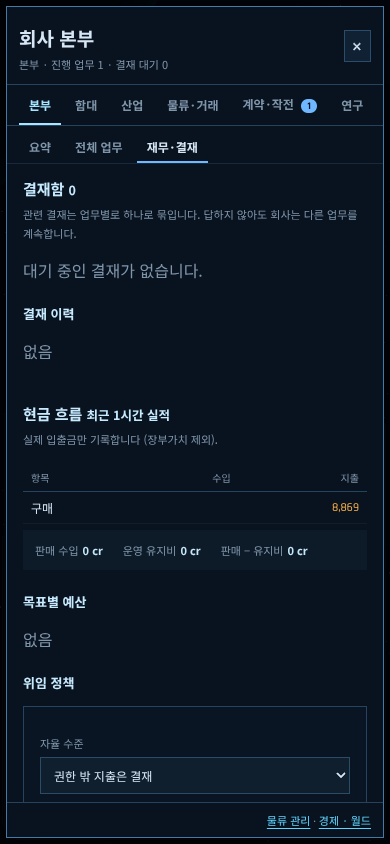 회사 본부
본부 · 진행 업무 1 · 결재 대기 0
×
본부 함대 산업 물류·거래 계약·작전 1 연구
요약 전체 업무 재무·결재
결재함 0
관련 결재는 업무별로 하나로 묶입니다. 답하지 않아도 회사는 다른 업무를
계속합니다.
대기 중인 결재가 없습니다.
결재 이력
없음
현금 흐름 최근 1시간 실적
실제 입출금만 기록합니다 (장부가치 제외).
항목 수입 지출
구매 8,869
판매 수입 0 cr 운영 유지비 0 cr 판매 − 유지비 0 cr
목표별 예산
없음
위임 정책
자율 수준
권한 밖 지출은 결재
물류 관리 · 경제 · 월드